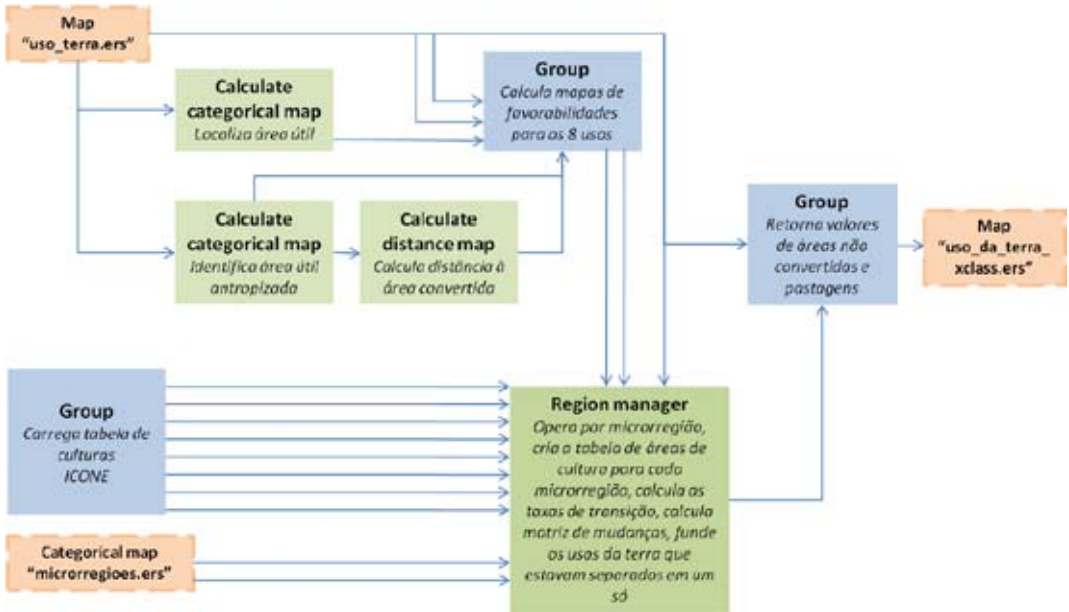 Map
“uso_terra.ers”
Calculate
categorical map
Localiza área útil
Group
Calcula mapas de
favorabilidades
para os 8 usos
Calculate
categorical map
Identifica área útil
antropizada
Calculate
distance map
Calcula distância à
área convertida
Group
Retorna valores
de áreas não
convertidas e
pastagens
Map
“uso_da_terra_
xclass.ers”
Group
Carrega tabela de
culturas
ICONE
Region manager
Opera por microrregião,
cria a tabela de áreas de
cultura para cada
microrregião, calcula as
taxas de transição, calcula
matriz de mudanças, funde
os usos da terra que
estavam separados em um
só
Categorical map
“microrregioes.ers”